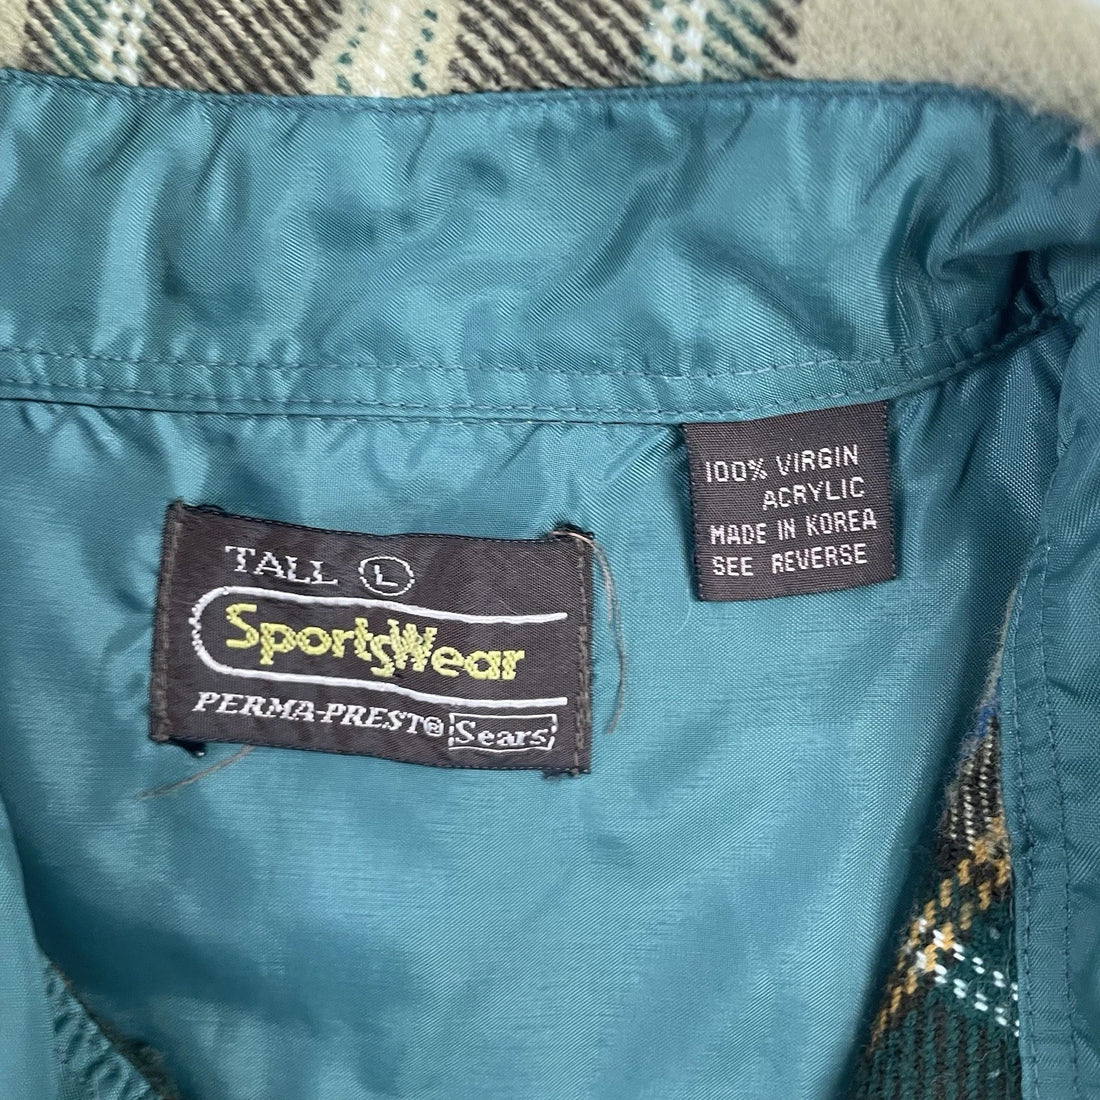 TALL L
SportsWear
PERMA-PREST® Sears
100% VIRGIN
ACRYLIC
MADE IN KOREA
SEE REVERSE